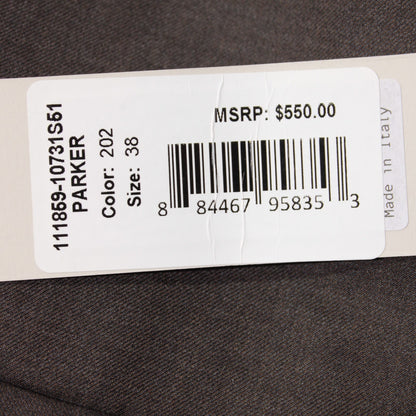 111869-10731S51
PARKER
Color: 202
Size: 38
MSRP: $550.00
8 84467 95835 3
Made in Italy